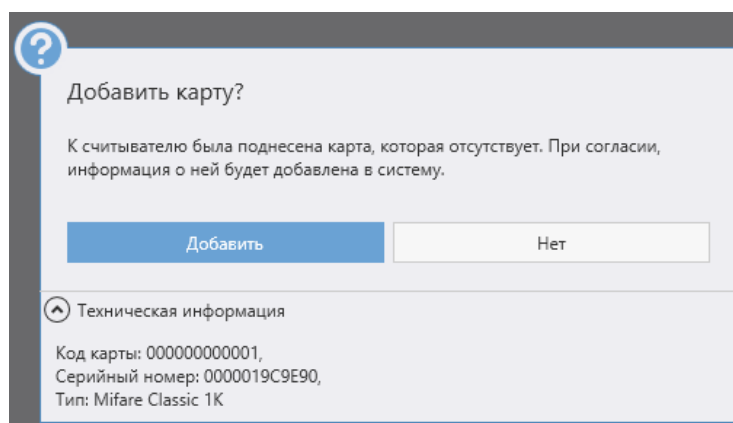 ?
Добавить карту?
К считывателю была поднесена карта, которая отсутствует. При согласии,
информация о ней будет добавлена в систему.
Добавить
Нет
Техническая информация
Код карты: 000000000001,
Серийный номер: 0000019C9E90,
Тип: Mifare Classic 1K